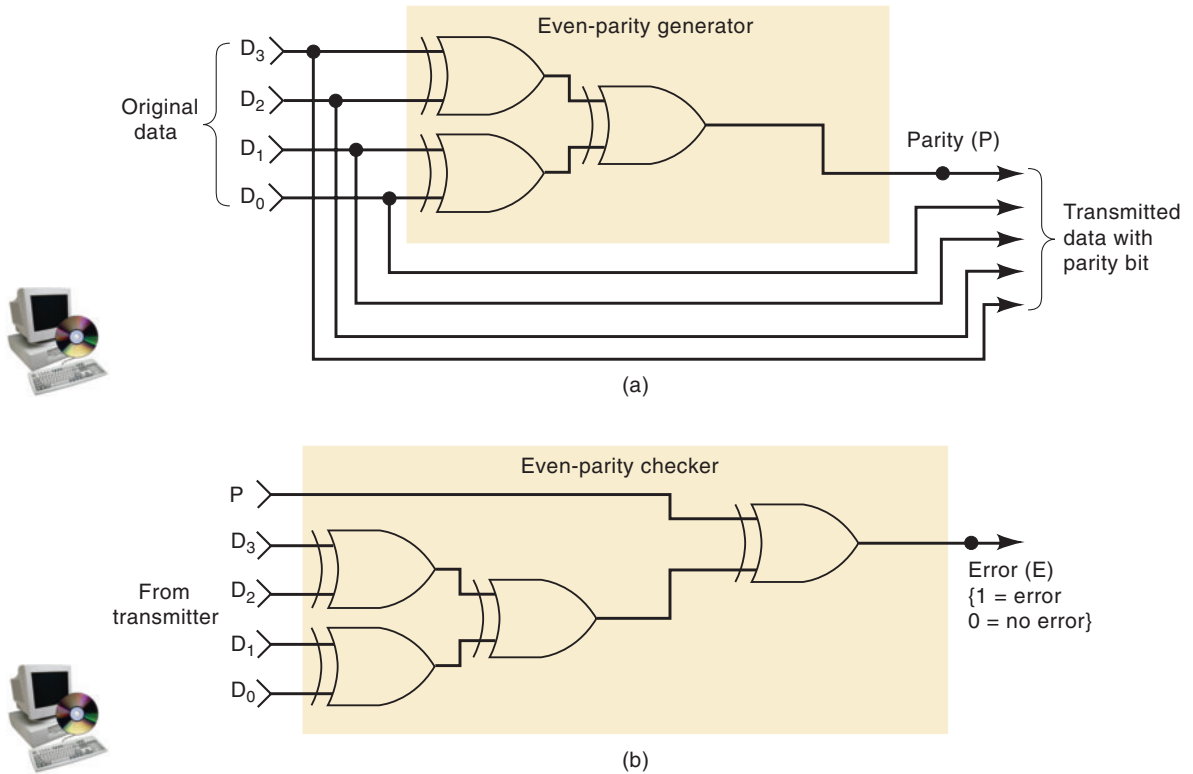 Even-parity generator
D₃
D₂
D₁
D₀
Original
data
Parity (P)
Transmitted
data with
parity bit
(a)
Even-parity checker
P
D₃
D₂
D₁
D₀
From
transmitter
Error (E)
{1 = error
0 = no error}
(b)